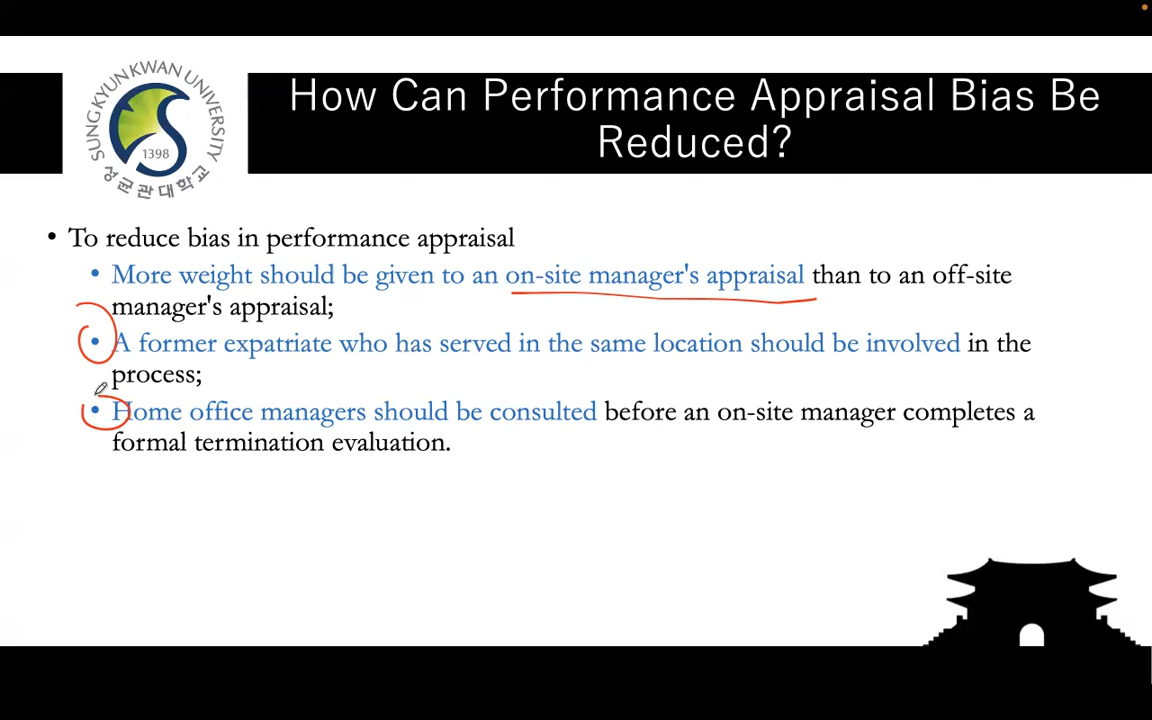 SUNGKYUNKWAN UNIVERSITY
1398
성균관대학교
How Can Performance Appraisal Bias Be
Reduced?
• To reduce bias in performance appraisal
• More weight should be given to an on-site manager's appraisal than to an off-site
manager's appraisal;
• A former expatriate who has served in the same location should be involved in the
process;
• Home office managers should be consulted before an on-site manager completes a
formal termination evaluation.